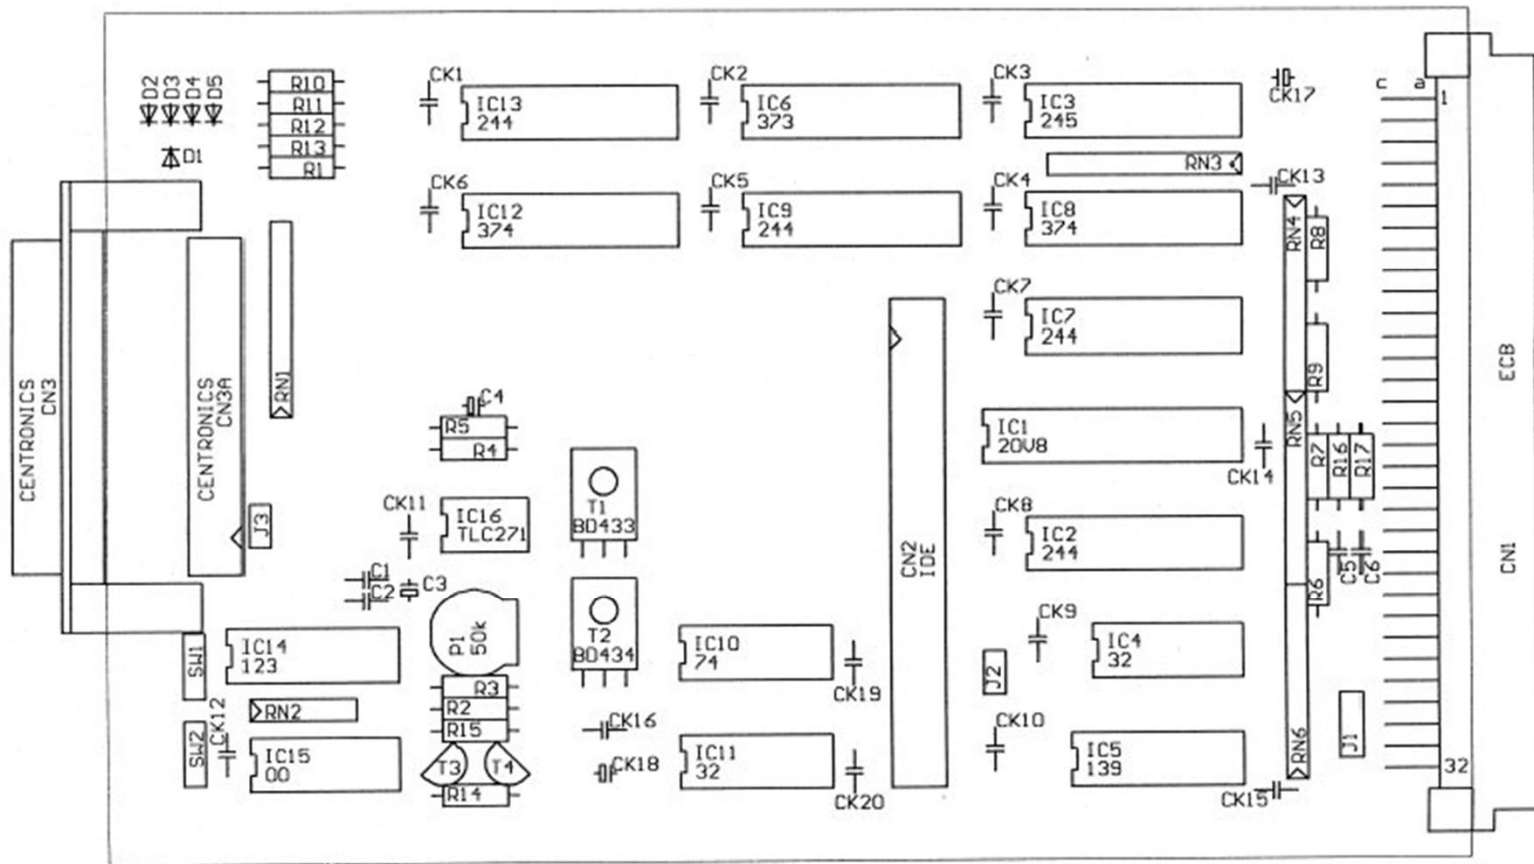 D2
D3
D4
D5
D1
R10
R11
R12
R13
R1
CK1
IC13
244
CK2
IC6
373
CK3
IC3
245
CK17
c a
1
RN3
CK13
CK6
IC12
374
CK5
IC9
244
CK4
IC8
374
RN4
R8
CK7
IC7
244
R9
CENTRONICS
CN3
CENTRONICS
CN3A
RN1
C4
R5
R4
IC1
20V8
RN5
CK14
R7
R16
R17
ECB
CN1
J3
CK11
IC16
TLC271
T1
BD433
CN2
IDE
CK8
IC2
244
R6
C5
C6
C1
C2
C3
P1
50k
T2
BD434
SW1
IC14
123
IC10
74
CK19
CK9
IC4
32
J2
R3
R2
R15
RN2
CK12
SW2
IC15
00
T3
T4
R14
CK16
CK18
IC11
32
CK20
CK10
IC5
139
RN6
J1
CK15
32